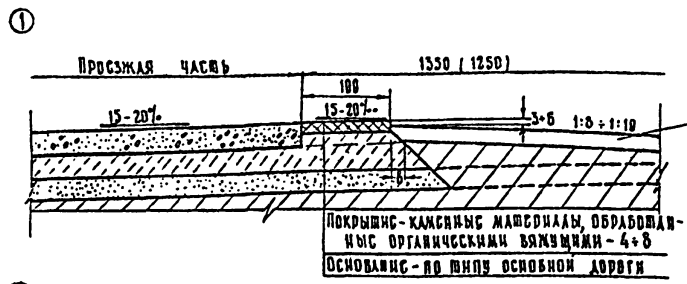 1
ПРОЕЗЖАЯ ЧАСТЬ
1350 (1250)
100
15-20‰
15-20‰
3÷6
1:8 ÷ 1:10
ПОКРЫТИЕ-КАМЕННЫЕ МАТЕРИАЛЫ, ОБРАБОТАН-
НЫЕ ОРГАНИЧЕСКИМИ ВЯЖУЩИМИ - 4÷8
ОСНОВАНИЕ - ПО ТИПУ ОСНОВНОЙ ДОРОГИ